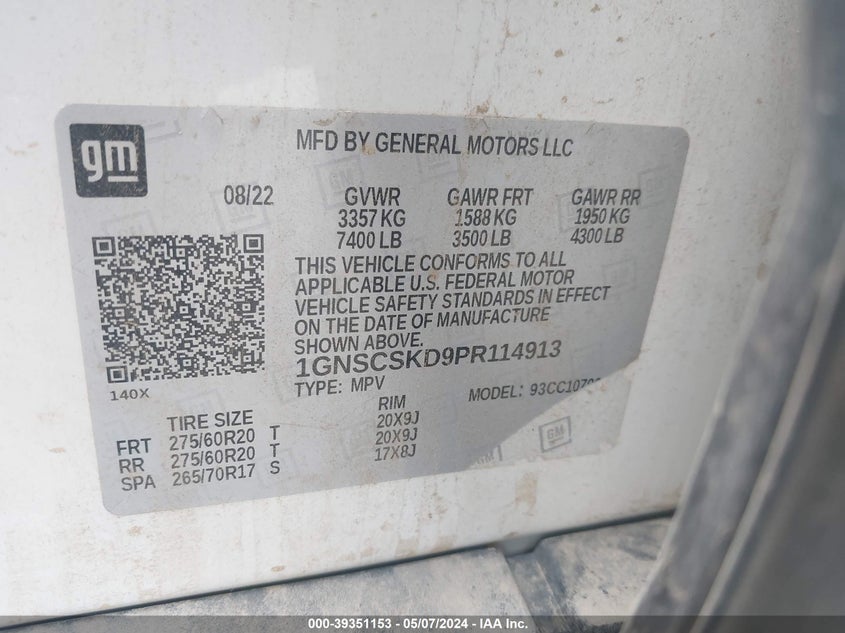 gm
MFD BY GENERAL MOTORS LLC
08/22 GVWR GAWR FRT GAWR RR
3357 KG 1588 KG 1950 KG
7400 LB 3500 LB 4300 LB
THIS VEHICLE CONFORMS TO ALL
APPLICABLE U.S. FEDERAL MOTOR
VEHICLE SAFETY STANDARDS IN EFFECT
ON THE DATE OF MANUFACTURE
SHOWN ABOVE.
1GNSCSKD9PR114913
TYPE: MPV MODEL:
140X
TIRE SIZE RIM
FRT 275/60R20 T 20X9J
RR 275/60R20 T 20X9J
SPA 265/70R17 S 17X8J
GM
GM
000-39351153 / 05/07/2024 - IAA Inc.